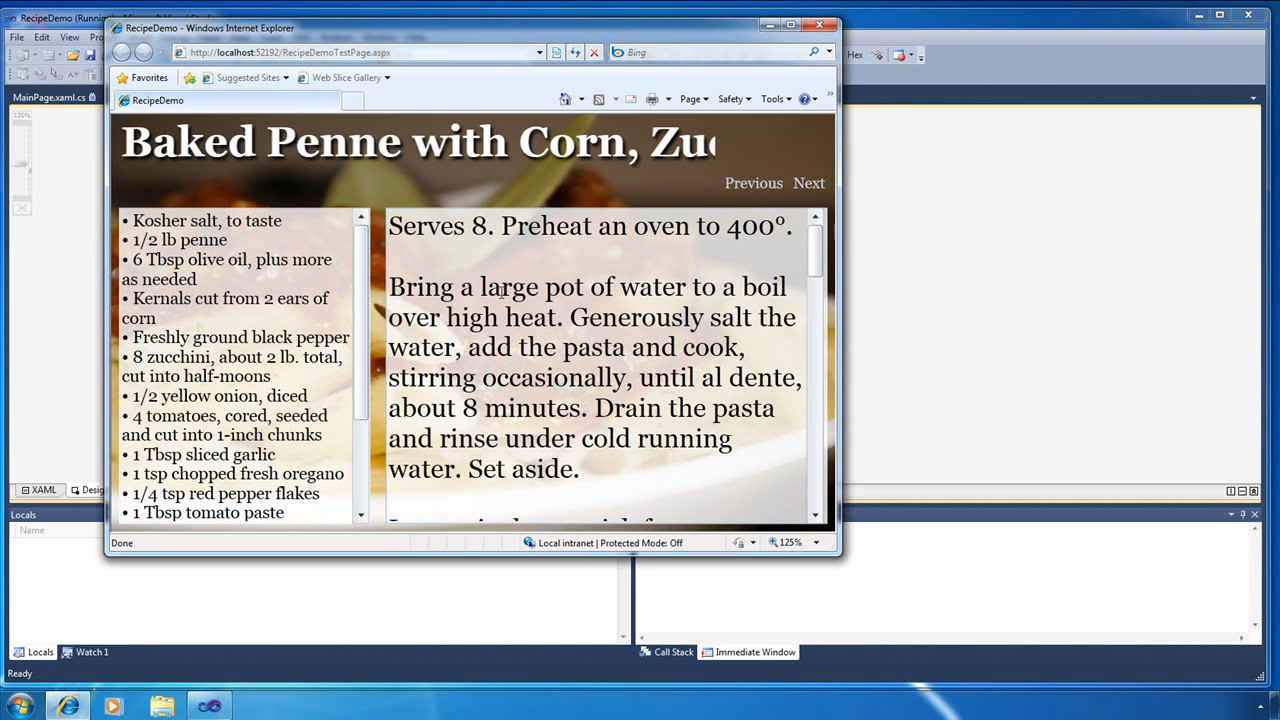 RecipeDemo (Running)
RecipeDemo - Windows Internet Explorer
File Edit View
http://localhost:52192/RecipeDemoTestPage.aspx
Bing
Hex
Favorites Suggested Sites Web Slice Gallery
MainPage.xaml.cs
RecipeDemo
Page Safety Tools
120%
Baked Penne with Corn, Zuc
Previous Next
• Kosher salt, to taste
• 1/2 lb penne
• 6 Tbsp olive oil, plus more
as needed
• Kernals cut from 2 ears of
corn
• Freshly ground black pepper
• 8 zucchini, about 2 lb. total,
cut into half-moons
• 1/2 yellow onion, diced
• 4 tomatoes, cored, seeded
and cut into 1-inch chunks
• 1 Tbsp sliced garlic
• 1 tsp chopped fresh oregano
• 1/4 tsp red pepper flakes
• 1 Tbsp tomato paste
Serves 8. Preheat an oven to 400°.
Bring a large pot of water to a boil
over high heat. Generously salt the
water, add the pasta and cook,
stirring occasionally, until al dente,
about 8 minutes. Drain the pasta
and rinse under cold running
water. Set aside.
XAML Desig
Done
Local intranet | Protected Mode: Off
125%
Locals
Name
Locals Watch 1
Call Stack Immediate Window
Ready